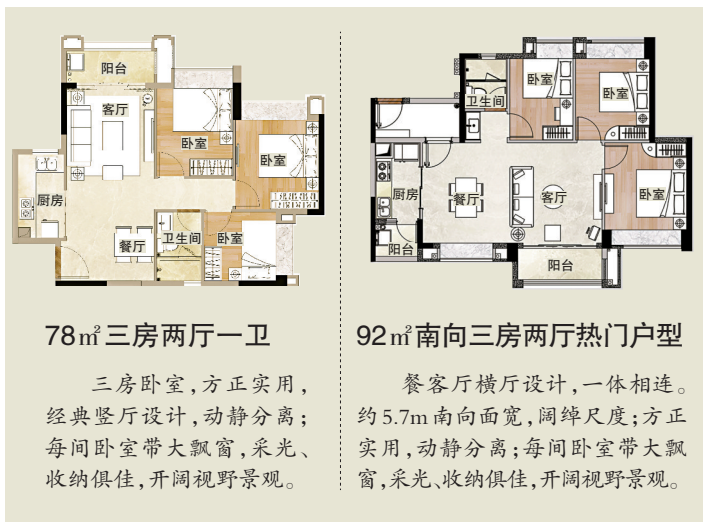 阳台
客厅
卧室
卧室
厨房
餐厅
卫生间
卧室
78㎡三房两厅一卫
三房卧室，方正实用，
经典竖厅设计，动静分离；
每间卧室带大飘窗，采光、
收纳俱佳，开阔视野景观。
卫生间
卧室
卧室
厨房
餐厅
客厅
卧室
阳台
阳台
92㎡南向三房两厅热门户型
餐客厅横厅设计，一体相连。
约5.7m南向面宽，阔绰尺度；方正
实用，动静分离；每间卧室带大飘
窗，采光、收纳俱佳，开阔视野景观。